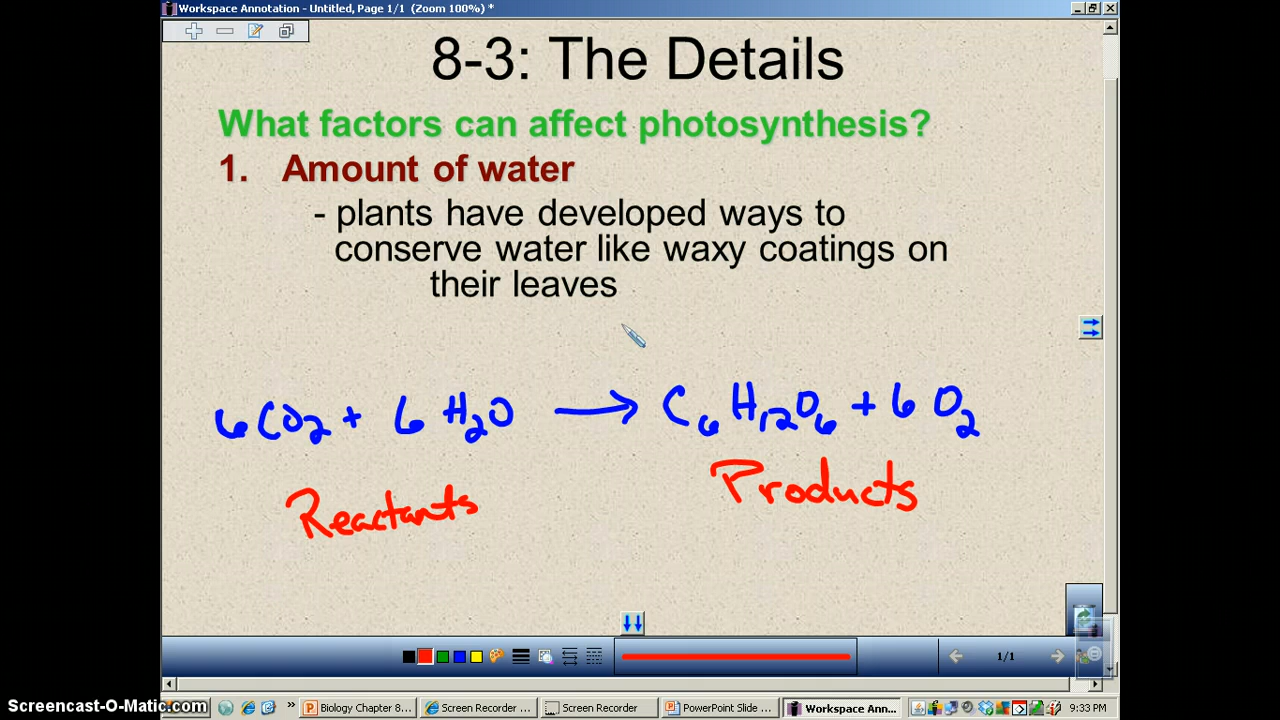 Workspace Annotation - Untitled, Page 1/1 (Zoom 100%) *
8-3: The Details
What factors can affect photosynthesis?
1. Amount of water
- plants have developed ways to
conserve water like waxy coatings on
their leaves
6CO2 + 6 H2O → C6H12O6 + 6 O2
Reactants
Products
1/1
Screencast-O-Matic.com
Biology Chapter 8...
Screen Recorder ...
Screen Recorder
PowerPoint Slide ...
Workspace Ann...
9:33 PM